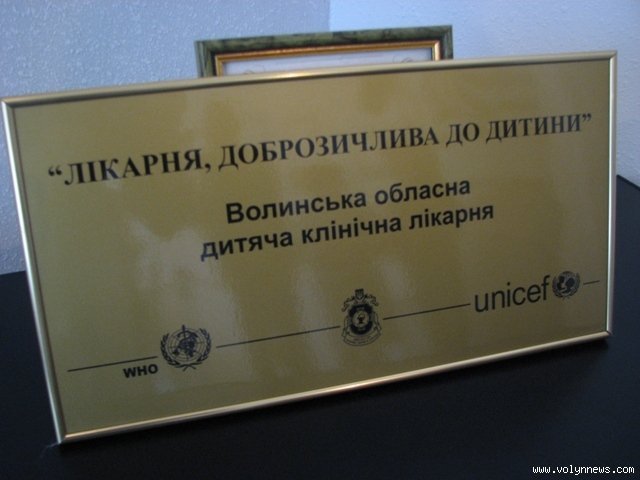 “ЛІКАРНЯ, ДОБРОЗИЧЛИВА ДО ДИТИНИ”
Волинська обласна
дитяча клінічна лікарня
WHO
unicef
www.volynnews.com